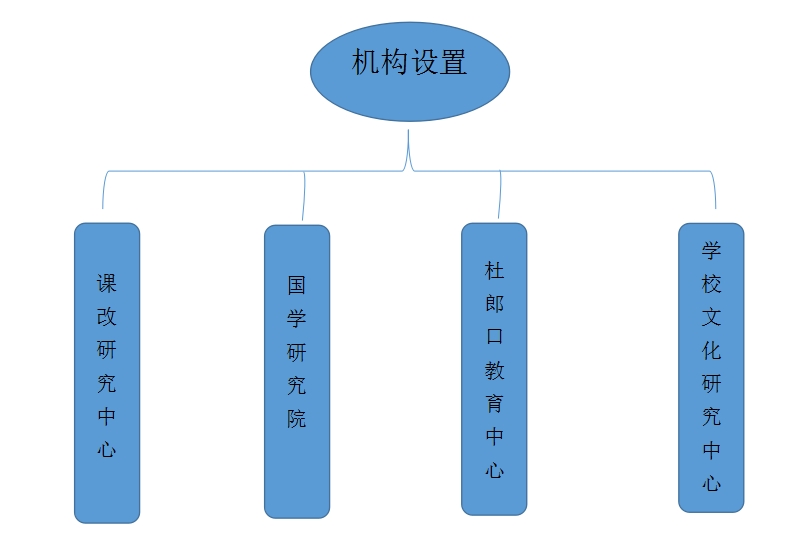 机构设置
课改研究中心
国学研究院
杜郎口教育中心
学校文化研究中心